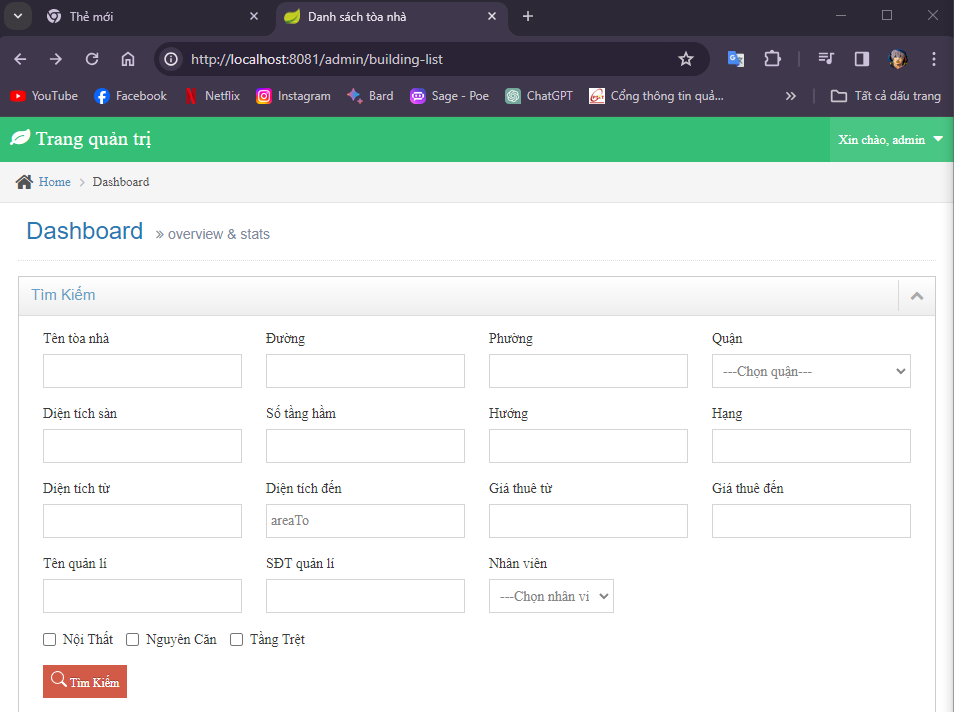 Thẻ mới
Danh sách tòa nhà
http://localhost:8081/admin/building-list
YouTube Facebook Netflix Instagram Bard Sage - Poe ChatGPT Cổng thông tin quả... » Tất cả dấu trang
Trang quản trị
Xin chào, admin
Home > Dashboard
Dashboard » overview & stats
Tìm Kiếm
Tên tòa nhà Đường Phường Quận
---Chọn quận---
Diện tích sàn Số tầng hầm Hướng Hạng
Diện tích từ Diện tích đến Giá thuê từ Giá thuê đến
areaTo
Tên quản lí SĐT quản lí Nhân viên
---Chọn nhân vi
Nội Thất Nguyên Căn Tầng Trệt
Tìm Kiếm